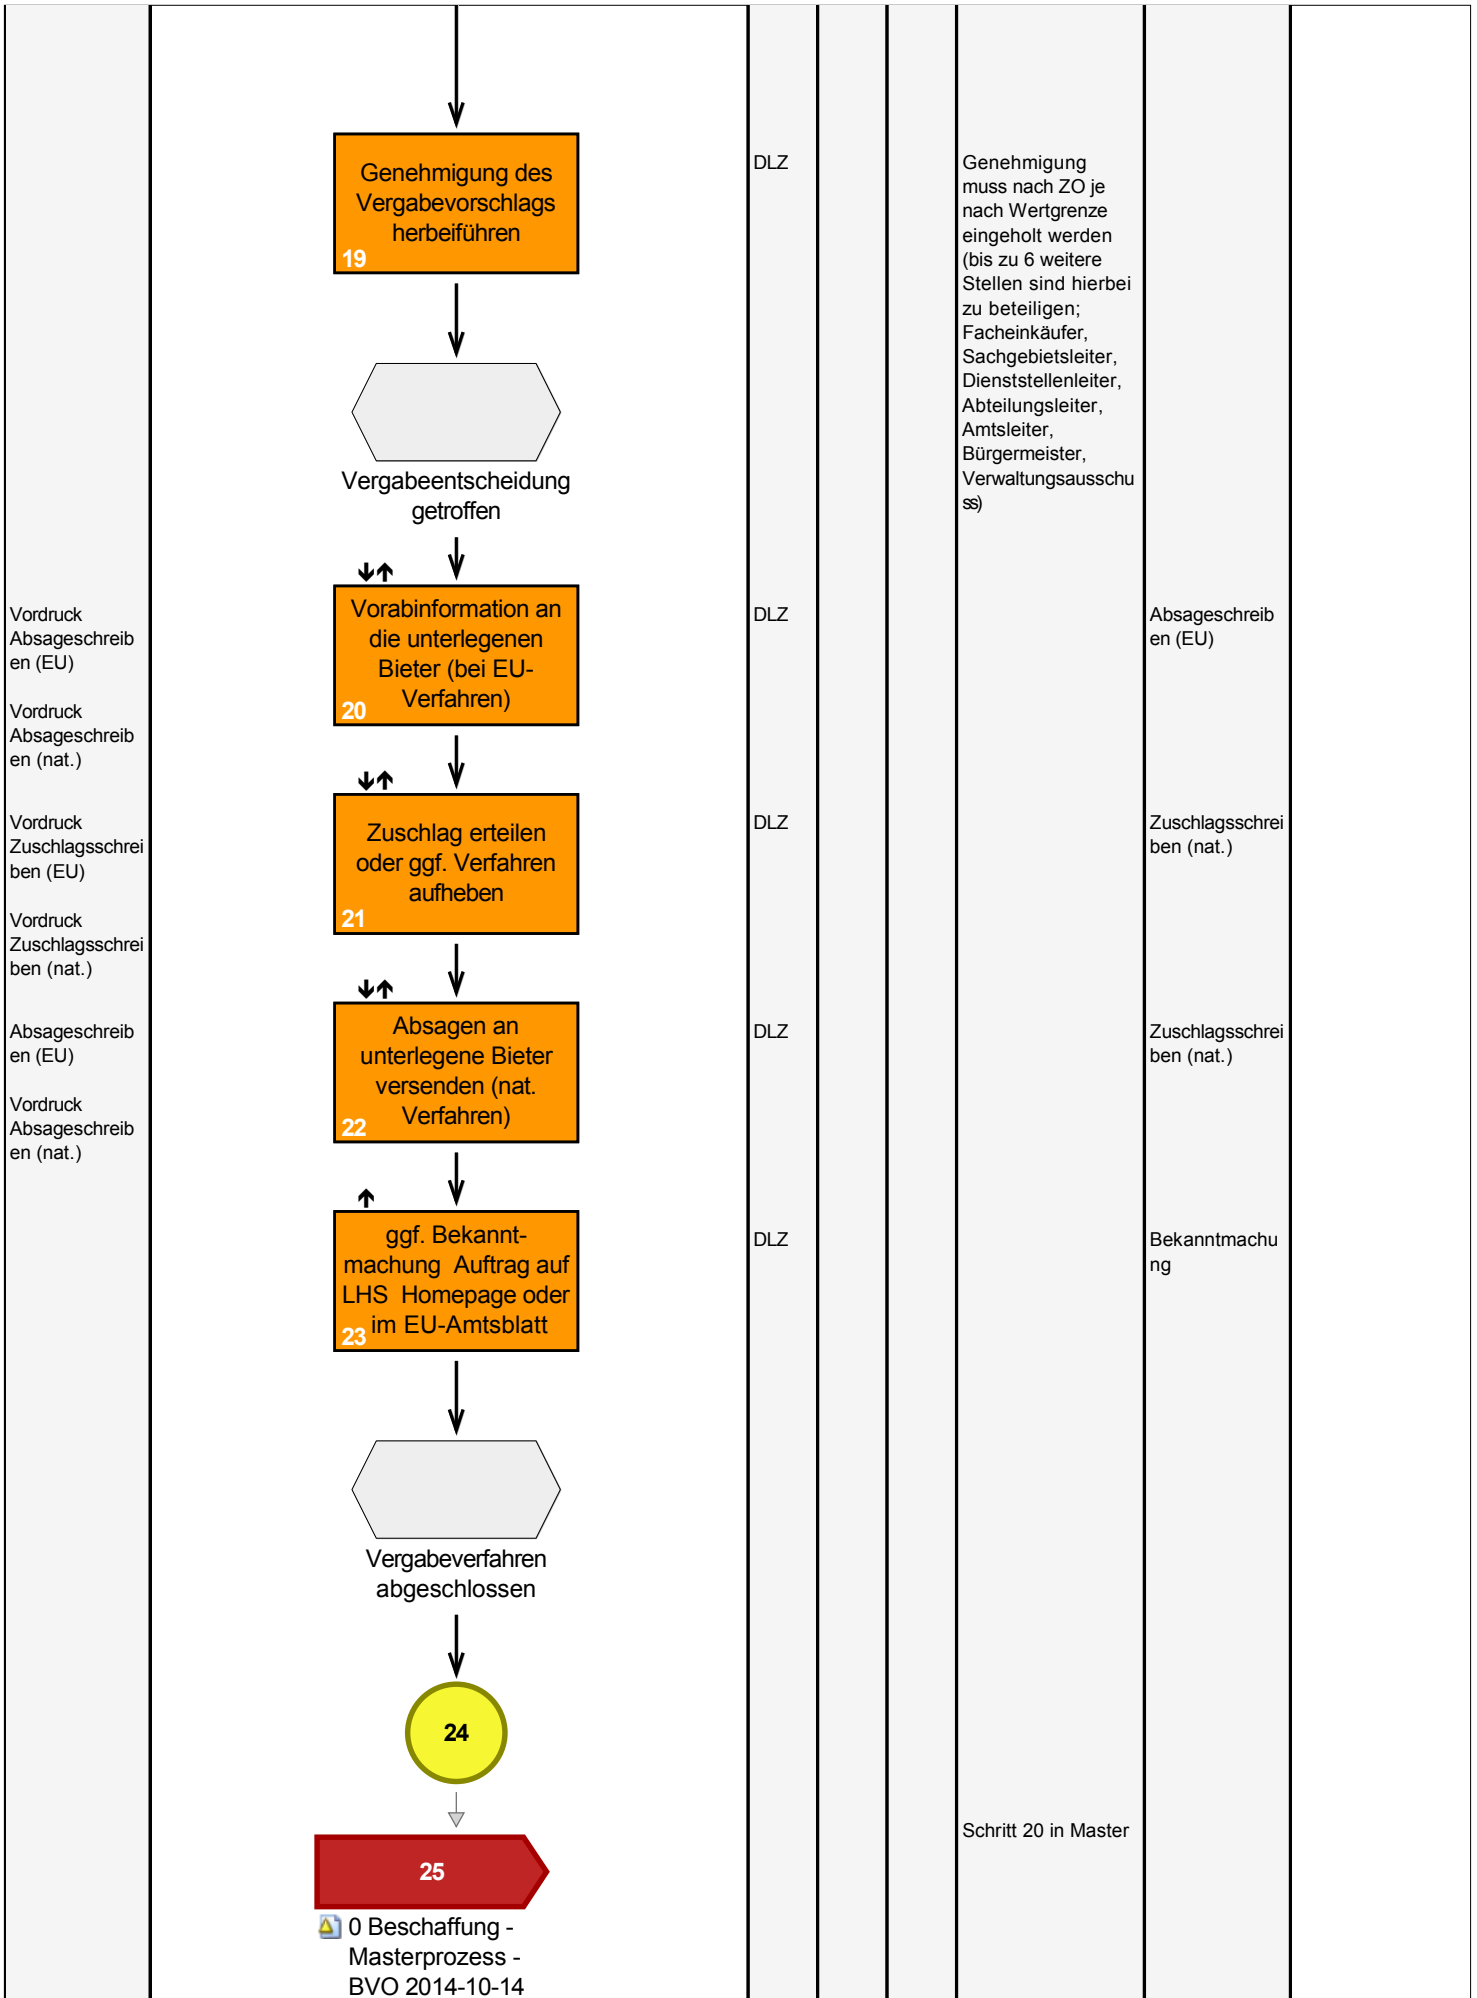 Genehmigung des
Vergabevorschlags
herbeiführen
19
DLZ
Genehmigung
muss nach ZO je
nach Wertgrenze
eingeholt werden
(bis zu 6 weitere
Stellen sind hierbei
zu beteiligen;
Facheinkäufer,
Sachgebietsleiter,
Dienststellenleiter,
Abteilungsleiter,
Amtsleiter,
Bürgermeister,
Verwaltungsausschu
ss)
Vergabeentscheidung
getroffen
Vordruck
Absageschreib
en (EU)
Vordruck
Absageschreib
en (nat.)
Vorabinformation an
die unterlegenen
Bieter (bei EU-
Verfahren)
20
DLZ
Absageschreib
en (EU)
Vordruck
Zuschlagsschrei
ben (EU)
Vordruck
Zuschlagsschrei
ben (nat.)
Zuschlag erteilen
oder ggf. Verfahren
aufheben
21
DLZ
Zuschlagsschrei
ben (nat.)
Absageschreib
en (EU)
Vordruck
Absageschreib
en (nat.)
Absagen an
unterlegene Bieter
versenden (nat.
Verfahren)
22
DLZ
Zuschlagsschrei
ben (nat.)
ggf. Bekannt-
machung Auftrag auf
LHS Homepage oder
im EU-Amtsblatt
23
DLZ
Bekanntmachu
ng
Vergabeverfahren
abgeschlossen
24
25
Schritt 20 in Master
0 Beschaffung -
Masterprozess -
BVO 2014-10-14